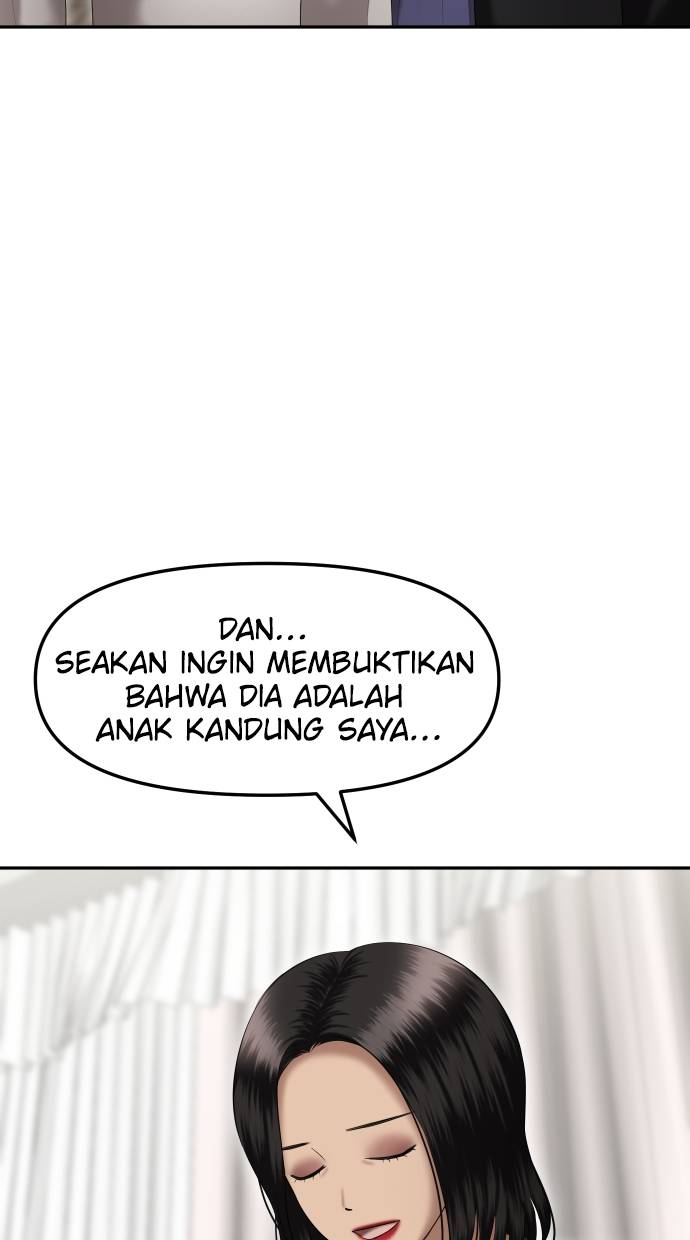 DAN...
SEAKAN INGIN MEMBUKTIKAN
BAHWA DIA ADALAH
ANAK KANDUNG SAYA...